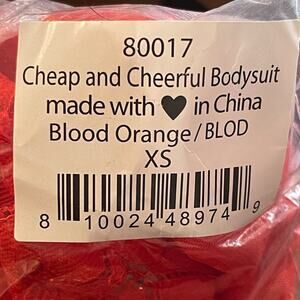 80017
Cheap and Cheerful Bodysuit
made with ♥ in China
Blood Orange/BLOD
XS
8 10024 48974 9